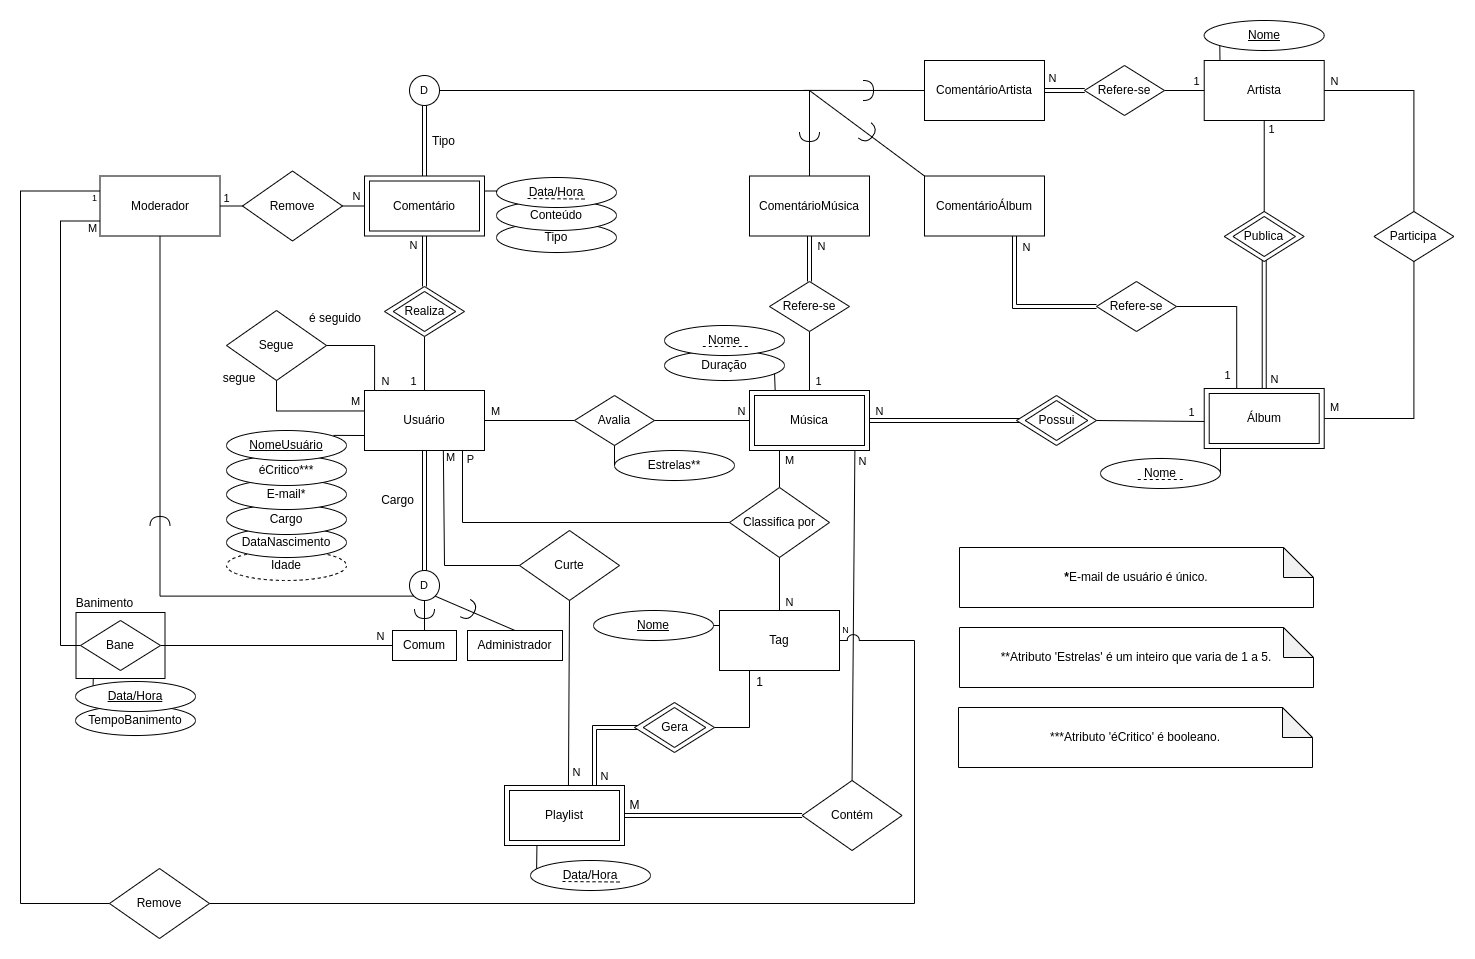 Nome
D
ComentárioArtista
N
Refere-se
1
Artista
N
1
Tipo
Moderador
1
M
1
Remove
N
Comentário
Data/Hora
Conteúdo
Tipo
N
ComentárioMúsica
N
ComentárioÁlbum
N
Publica
Participa
Realiza
é seguido
Segue
segue
N
1
M
Refere-se
1
Refere-se
1
N
Nome
Duração
Usuário
M
Avalia
N
Música
N
Possui
1
Álbum
M
Estrelas**
Nome
NomeUsuário
éCritico***
E-mail*
Cargo
DataNascimento
Idade
Cargo
M
P
M
N
Classifica por
Curte
D
N
*E-mail de usuário é único.
Banimento
Bane
N
Comum
Administrador
Nome
Tag
N
**Atributo 'Estrelas' é um inteiro que varia de 1 a 5.
Data/Hora
TempoBanimento
1
Gera
***Atributo 'éCritico' é booleano.
N
N
Playlist
M
Contém
Data/Hora
Remove